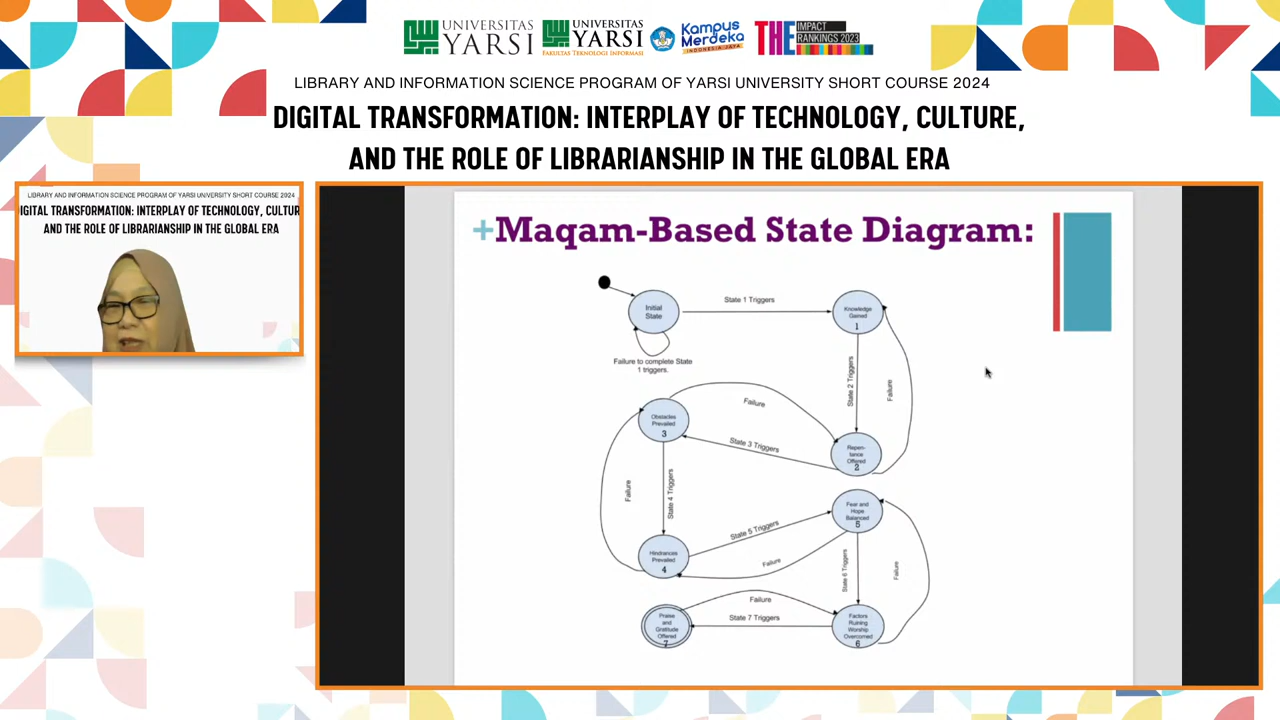 UNIVERSITAS
YARSI
UNIVERSITAS
YARSI
FAKULTAS TEKNOLOGI INFORMASI
Kampus
Merdeka
INDONESIA JAYA
THE
IMPACT
RANKINGS 2023
LIBRARY AND INFORMATION SCIENCE PROGRAM OF YARSI UNIVERSITY SHORT COURSE 2024
DIGITAL TRANSFORMATION: INTERPLAY OF TECHNOLOGY, CULTURE,
AND THE ROLE OF LIBRARIANSHIP IN THE GLOBAL ERA
LIBRARY AND INFORMATION SCIENCE PROGRAM OF YARSI UNIVERSITY SHORT COURSE 2024
IGITAL TRANSFORMATION: INTERPLAY OF TECHNOLOGY, CULTUR
AND THE ROLE OF LIBRARIANSHIP IN THE GLOBAL ERA
+Maqam-Based State Diagram:
Initial
State
State 1 Triggers
Knowledge
Gained
1
Failure to complete State
1 triggers.
State 2 Triggers
Failure
Obstacles
Prevailed
3
Failure
State 3 Triggers
Repen-
tance
Offered
2
Failure
State 4 Triggers
Fear and
Hope
Balanced
5
State 5 Triggers
Hindrances
Prevailed
4
Failure
State 6 Triggers
Failure
Praise
and
Gratitude
Offered
7
Failure
State 7 Triggers
Factors
Ruining
Worship
Overcomed
6